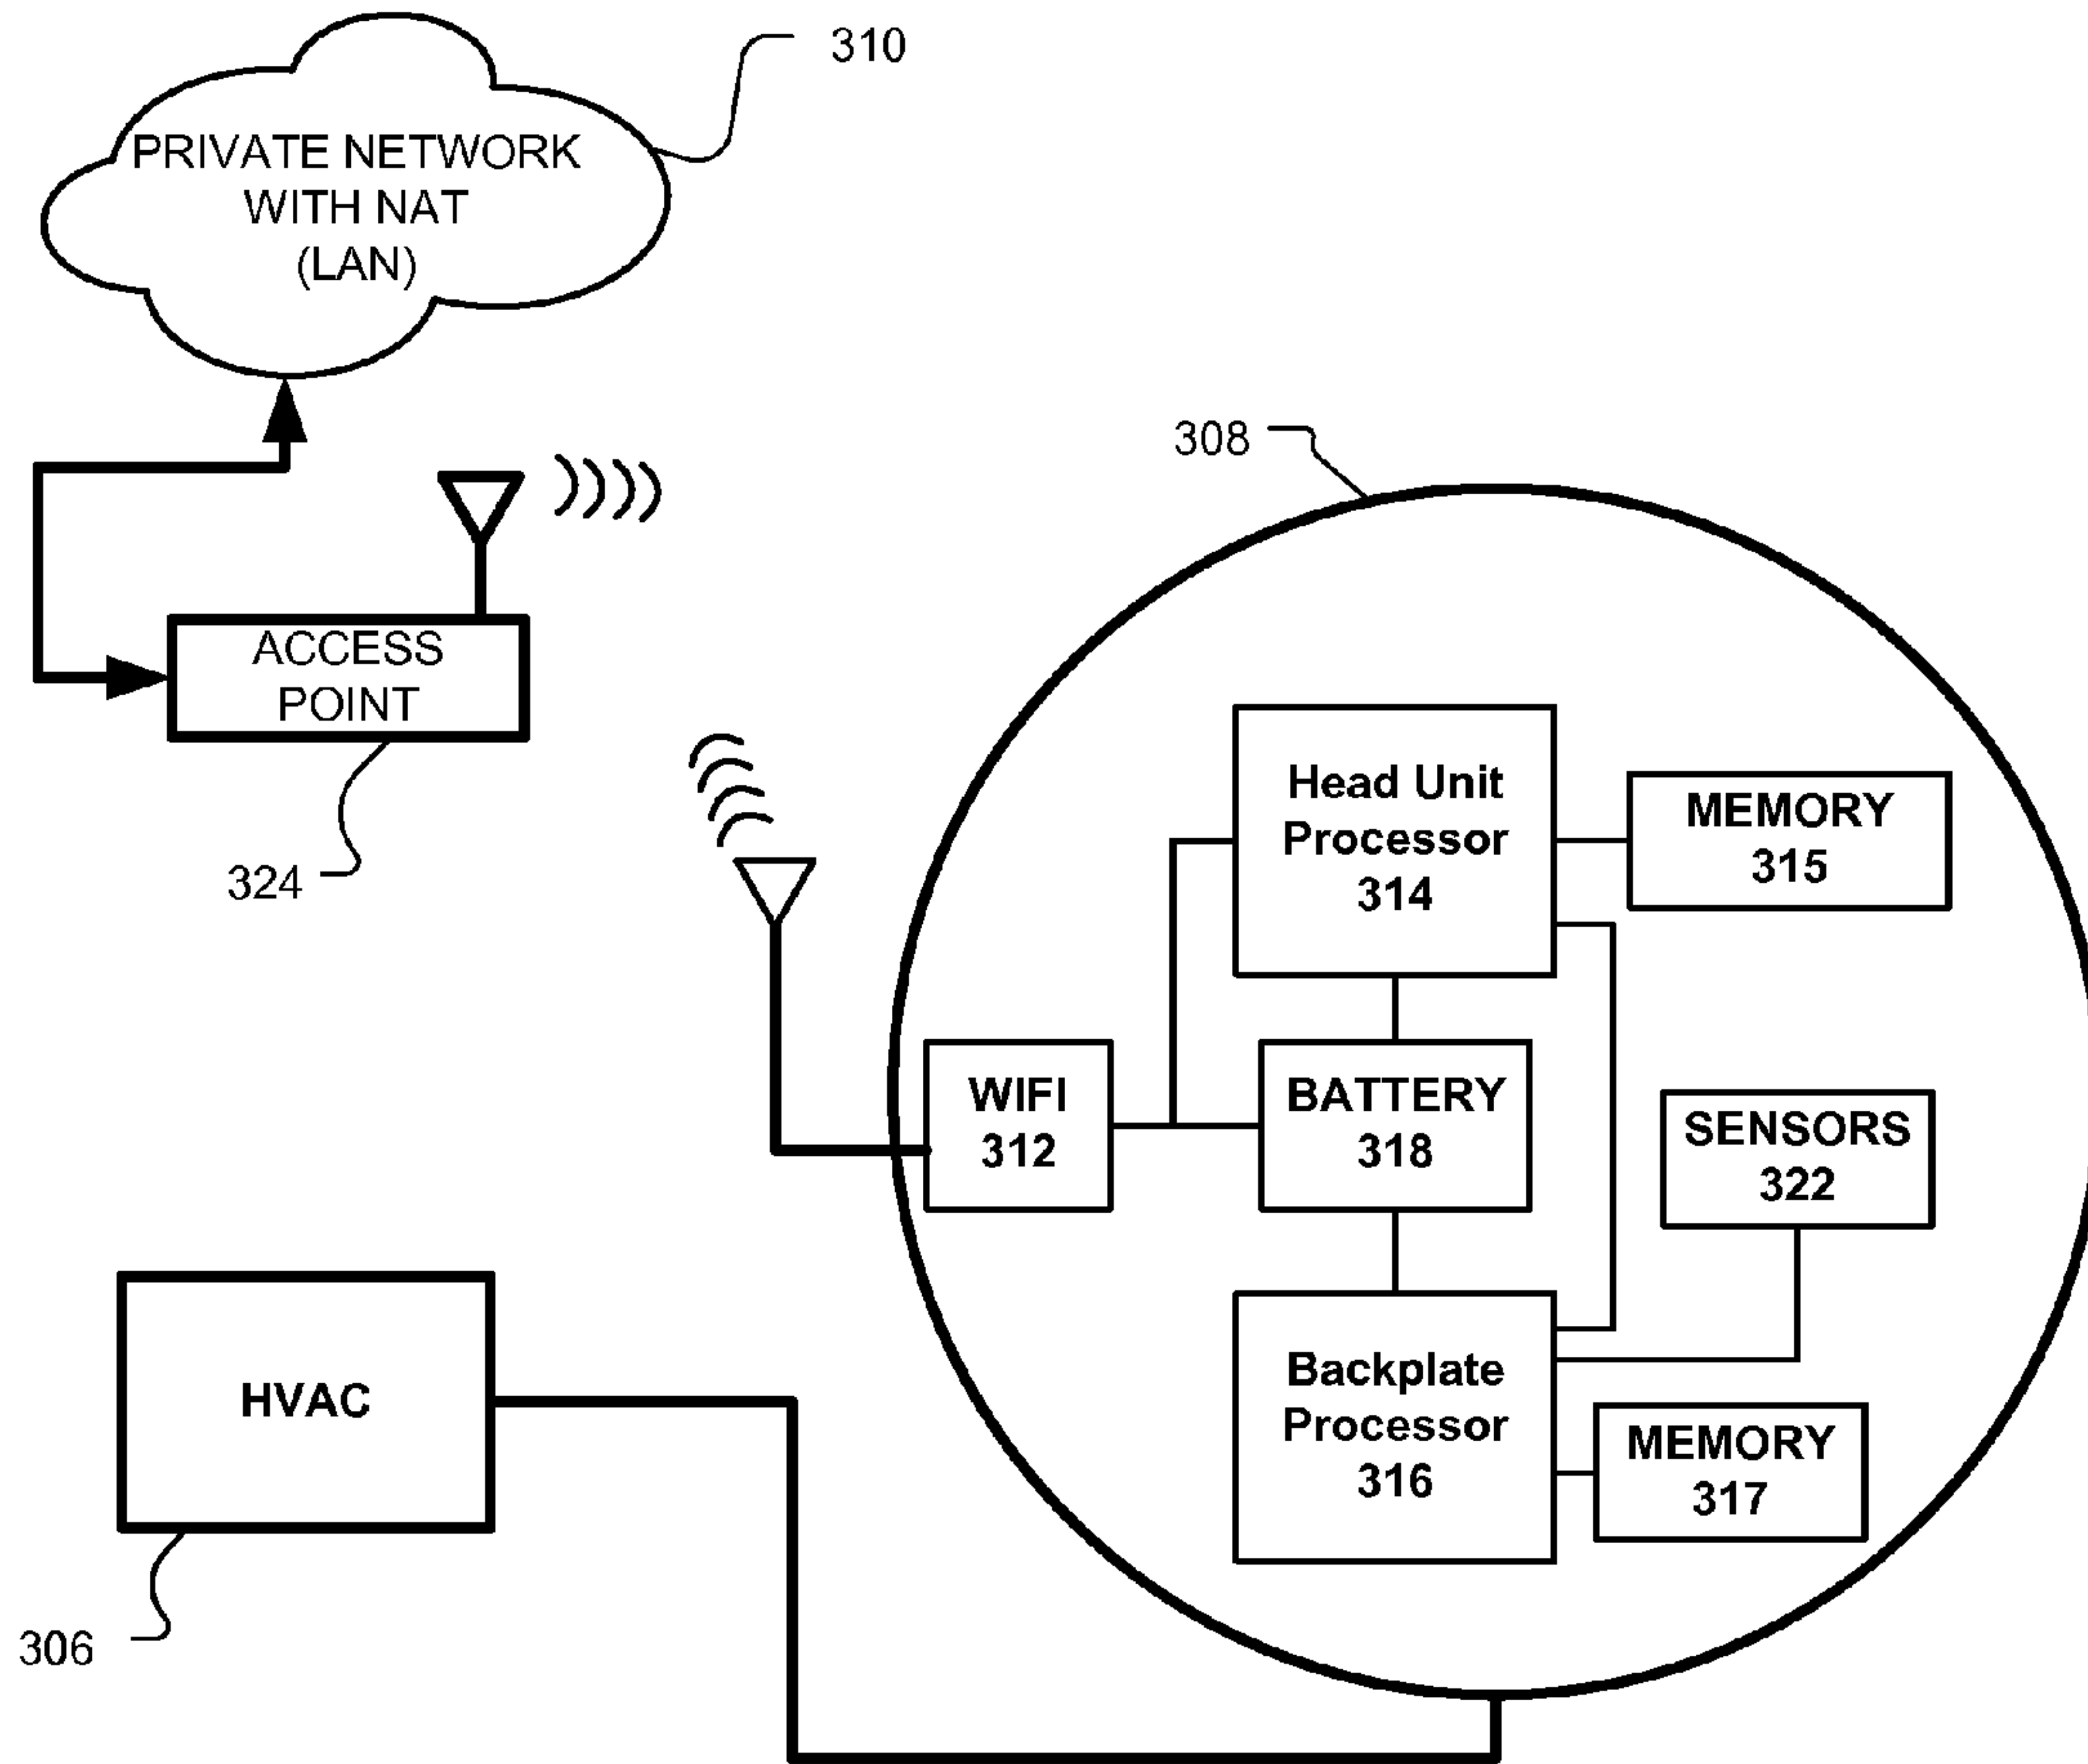 310
PRIVATE NETWORK
WITH NAT
(LAN)
308
ACCESS
POINT
324
Head Unit
Processor
314
MEMORY
315
WIFI
312
BATTERY
318
SENSORS
322
HVAC
306
Backplate
Processor
316
MEMORY
317